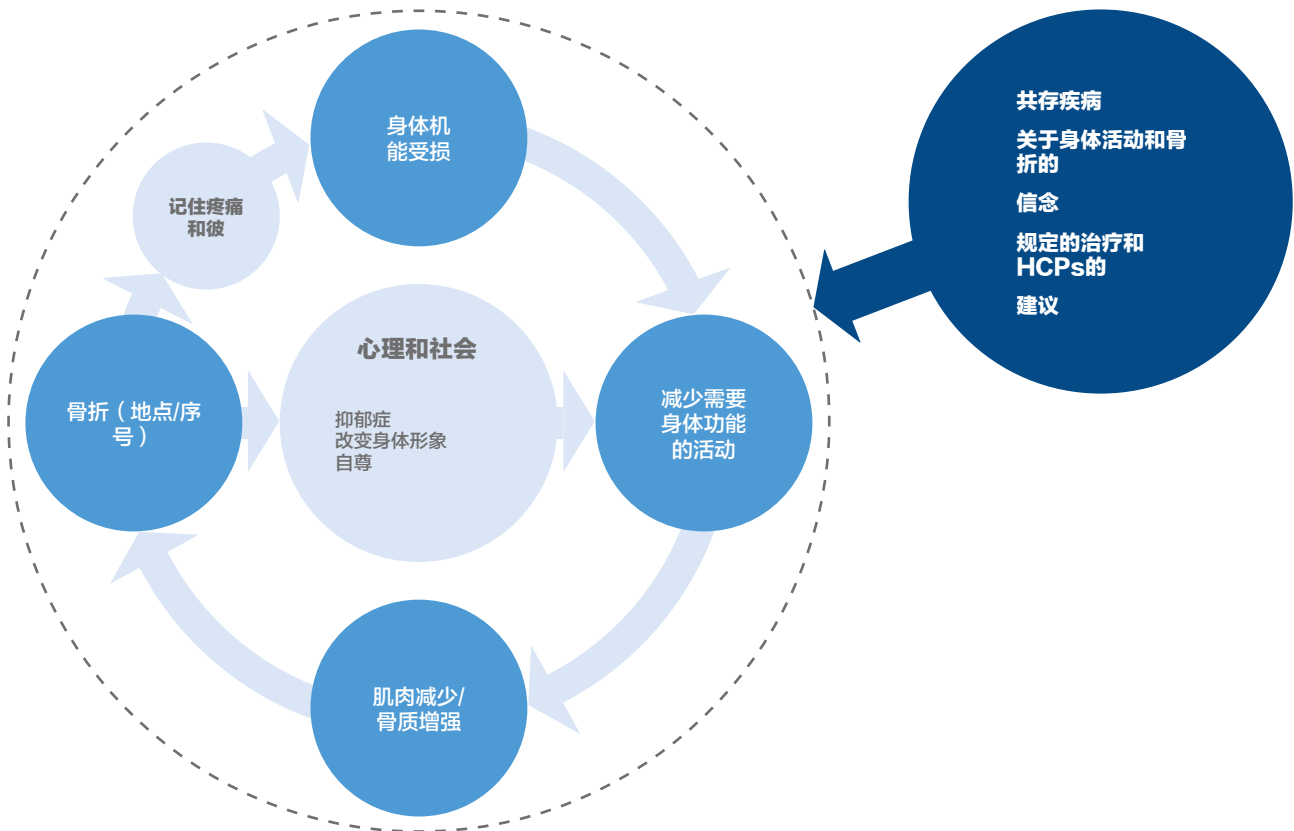 身体机
能受损
记住疼痛
和彼
心理和社会
抑郁症
改变身体形象
自尊
骨折（地点/序
号）
减少需要
身体功能
的活动
肌肉减少/
骨质增强
共存疾病
关于身体活动和骨
折的
信念
规定的治疗和
HCPs的
建议